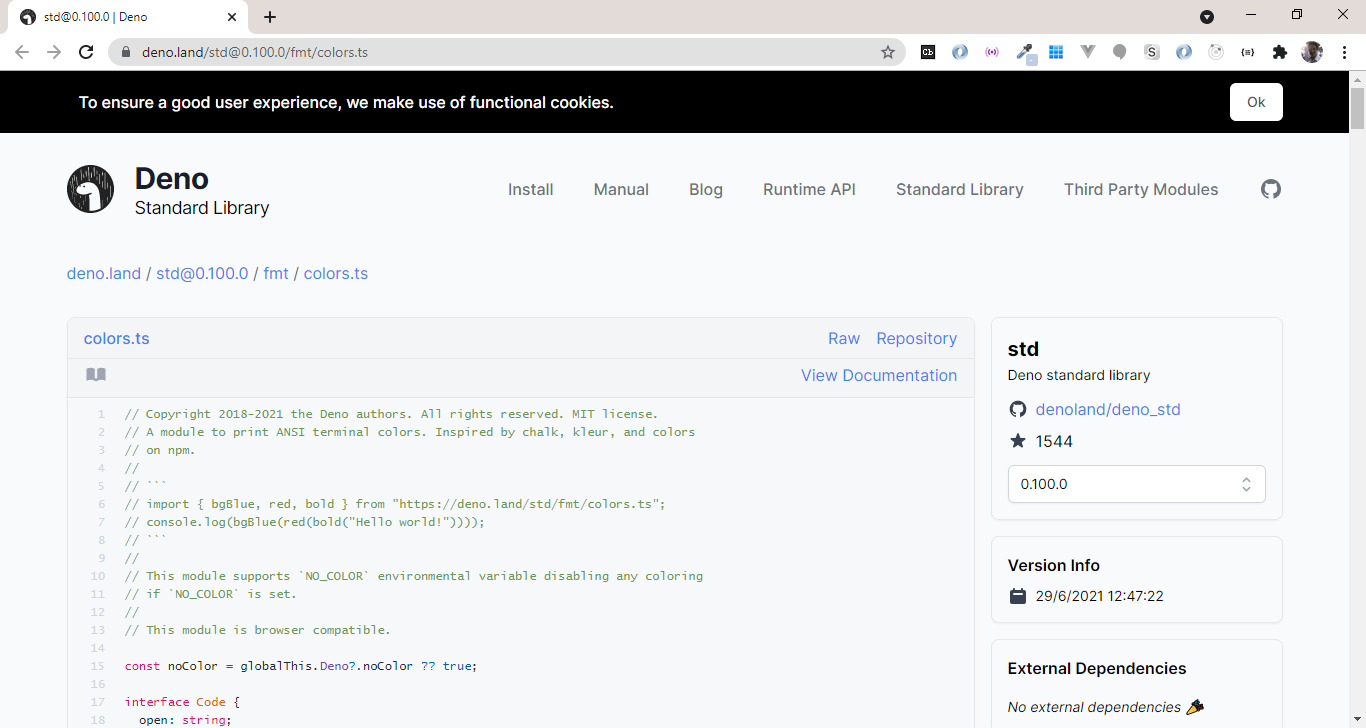 std@0.100.0 | Deno
deno.land/std@0.100.0/fmt/colors.ts
To ensure a good user experience, we make use of functional cookies.
Ok
Deno
Standard Library
Install
Manual
Blog
Runtime API
Standard Library
Third Party Modules
deno.land / std@0.100.0 / fmt / colors.ts
colors.ts
Raw
Repository
View Documentation
1 // Copyright 2018-2021 the Deno authors. All rights reserved. MIT license.
2 // A module to print ANSI terminal colors. Inspired by chalk, kleur, and colors
3 // on npm.
4 //
5 // ```
6 // import { bgBlue, red, bold } from "https://deno.land/std/fmt/colors.ts";
7 // console.log(bgBlue(red(bold("Hello world!"))));
8 // ```
9 //
10 // This module supports `NO_COLOR` environmental variable disabling any coloring
11 // if `NO_COLOR` is set.
12 //
13 // This module is browser compatible.
14
15 const noColor = globalThis.Deno?.noColor ?? true;
16
17 interface Code {
18 open: string;
std
Deno standard library
denoland/deno_std
1544
0.100.0
Version Info
29/6/2021 12:47:22
External Dependencies
No external dependencies 🎉